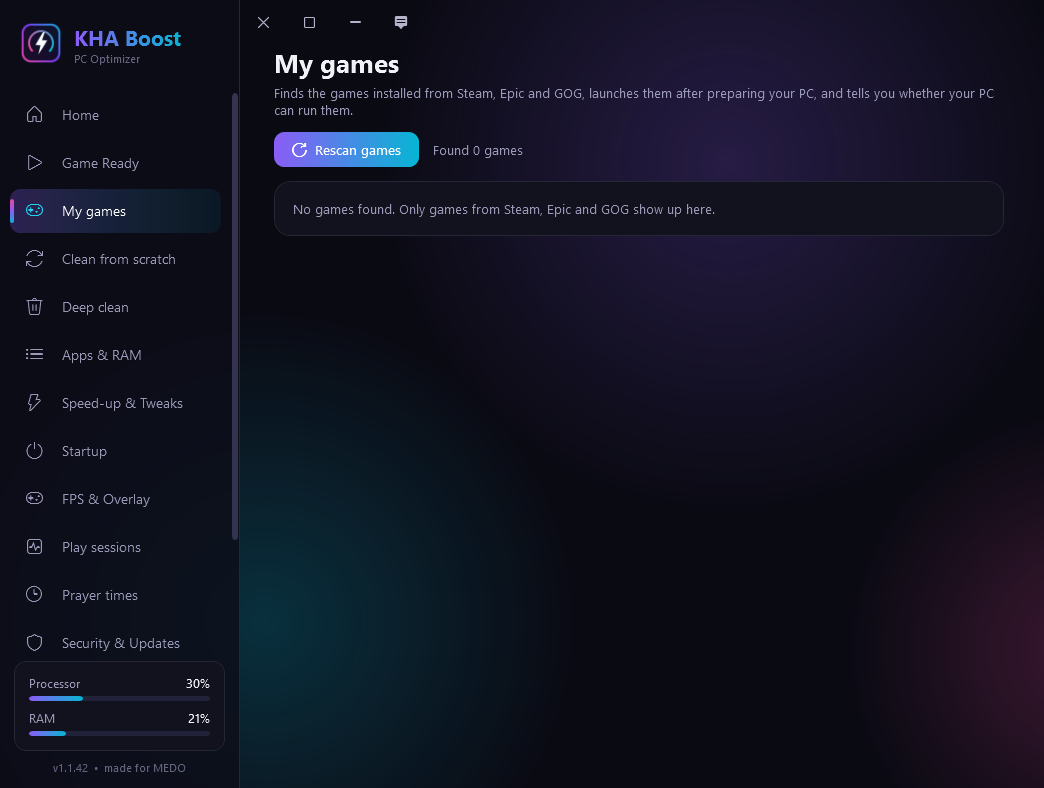 KHA Boost
PC Optimizer
Home
Game Ready
My games
Clean from scratch
Deep clean
Apps & RAM
Speed-up & Tweaks
Startup
FPS & Overlay
Play sessions
Prayer times
Security & Updates
Processor 30%
RAM 21%
v1.1.42 • made for MEDO
My games
Finds the games installed from Steam, Epic and GOG, launches them after preparing your PC, and tells you whether your PC
can run them.
Rescan games Found 0 games
No games found. Only games from Steam, Epic and GOG show up here.